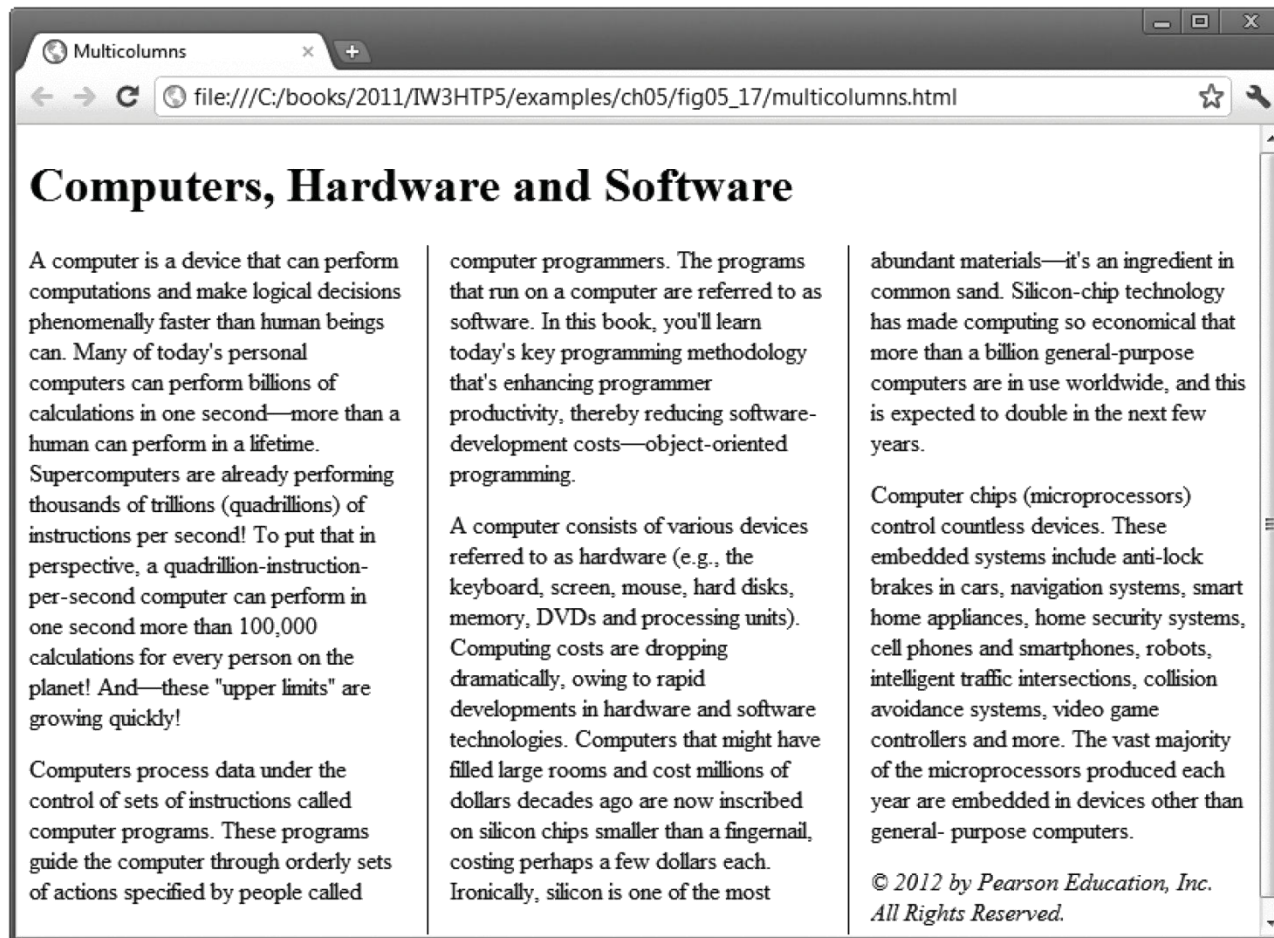 Multicolumns
file:///C:/books/2011/IW3HTP5/examples/ch05/fig05_17/multicolumns.html
Computers, Hardware and Software
A computer is a device that can perform
computations and make logical decisions
phenomenally faster than human beings
can. Many of today's personal
computers can perform billions of
calculations in one second—more than a
human can perform in a lifetime.
Supercomputers are already performing
thousands of trillions (quadrillions) of
instructions per second! To put that in
perspective, a quadrillion-instruction-
per-second computer can perform in
one second more than 100,000
calculations for every person on the
planet! And—these "upper limits" are
growing quickly!
Computers process data under the
control of sets of instructions called
computer programs. These programs
guide the computer through orderly sets
of actions specified by people called
computer programmers. The programs
that run on a computer are referred to as
software. In this book, you'll learn
today's key programming methodology
that's enhancing programmer
productivity, thereby reducing software-
development costs—object-oriented
programming.
A computer consists of various devices
referred to as hardware (e.g., the
keyboard, screen, mouse, hard disks,
memory, DVDs and processing units).
Computing costs are dropping
dramatically, owing to rapid
developments in hardware and software
technologies. Computers that might have
filled large rooms and cost millions of
dollars decades ago are now inscribed
on silicon chips smaller than a fingernail,
costing perhaps a few dollars each.
Ironically, silicon is one of the most
abundant materials—it's an ingredient in
common sand. Silicon-chip technology
has made computing so economical that
more than a billion general-purpose
computers are in use worldwide, and this
is expected to double in the next few
years.
Computer chips (microprocessors)
control countless devices. These
embedded systems include anti-lock
brakes in cars, navigation systems, smart
home appliances, home security systems,
cell phones and smartphones, robots,
intelligent traffic intersections, collision
avoidance systems, video game
controllers and more. The vast majority
of the microprocessors produced each
year are embedded in devices other than
general- purpose computers.
© 2012 by Pearson Education, Inc.
All Rights Reserved.